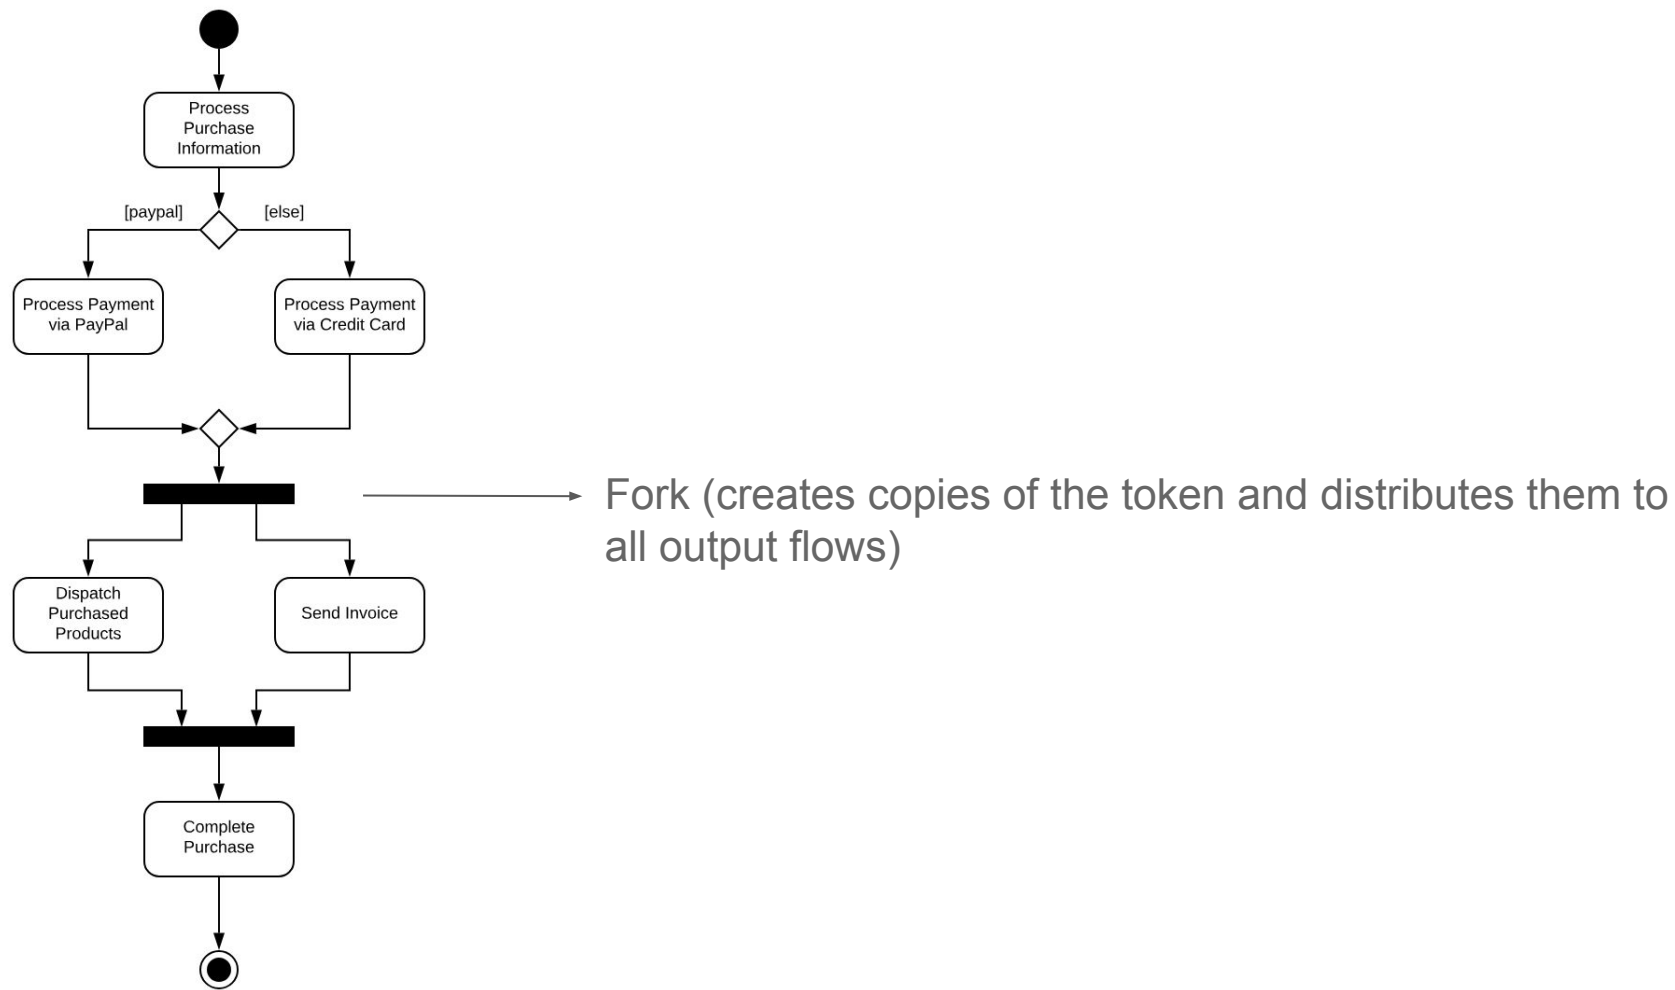 Process
Purchase
Information
[paypal]
[else]
Process Payment
via PayPal
Process Payment
via Credit Card
Fork (creates copies of the token and distributes them to
all output flows)
Dispatch
Purchased
Products
Send Invoice
Complete
Purchase